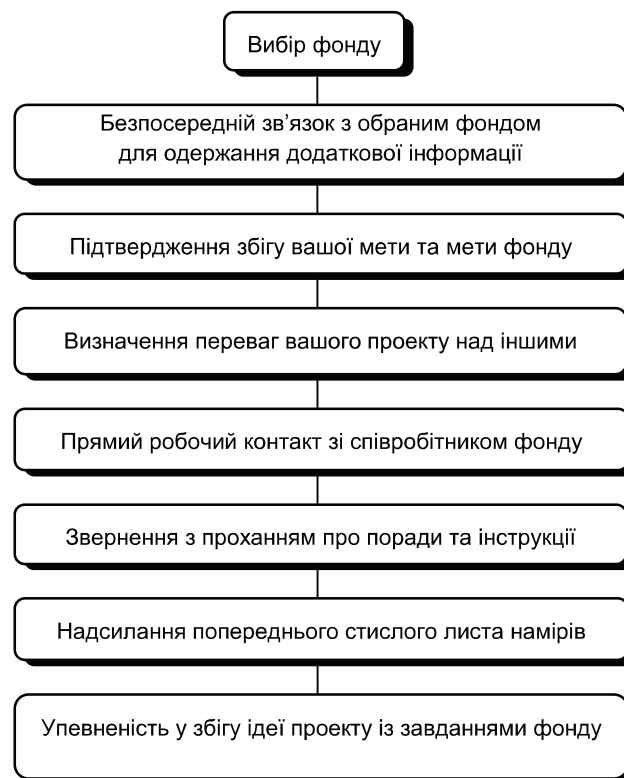 Вибір фонду
Безпосередній зв’язок з обраним фондом
для одержання додаткової інформації
Підтвердження збігу вашої мети та мети фонду
Визначення переваг вашого проекту над іншими
Прямий робочий контакт зі співробітником фонду
Звернення з проханням про поради та інструкції
Надсилання попереднього стислого листа намірів
Упевненість у збігу ідеї проекту із завданнями фонду